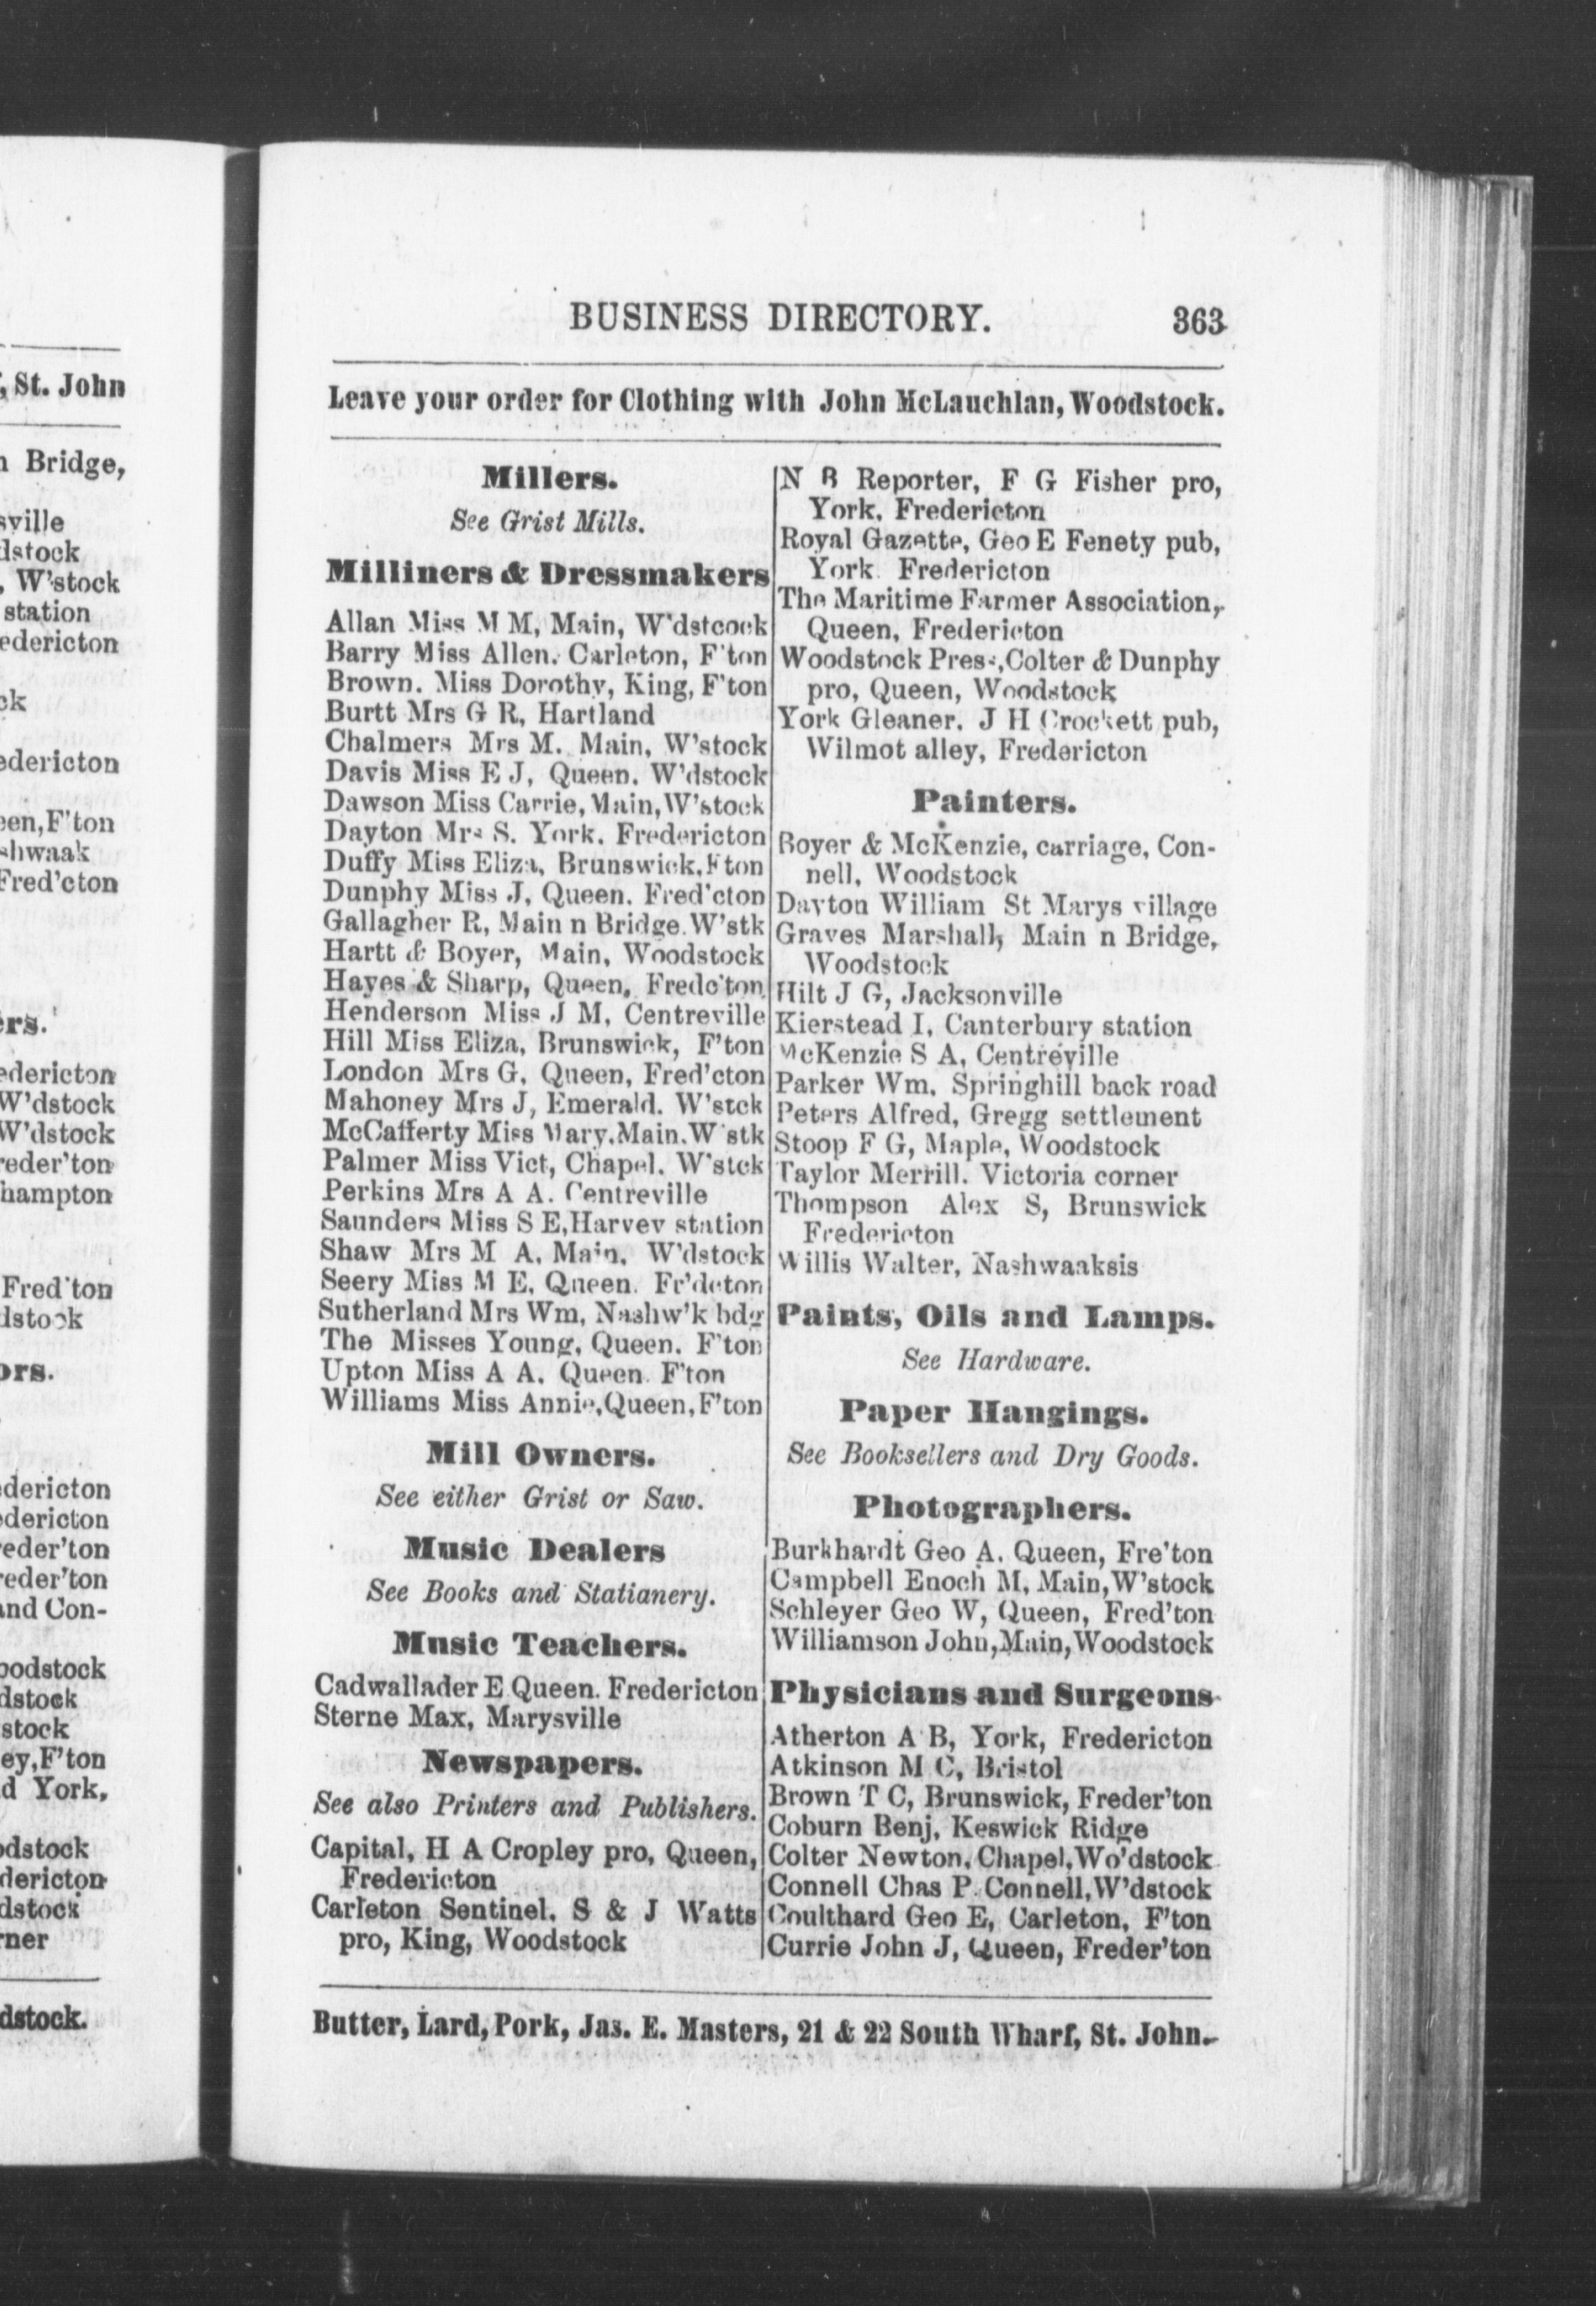 , St. John
Bridge,
W'stock
station
Fred'cton
Fred'ton
and Con-
York,
BUSINESS DIRECTORY. 363
Leave your order for Clothing with John McLauchlan, Woodstock.
Millers.
See Grist Mills.
Milliners & Dressmakers
Allan Miss M M, Main, W'dstcock
Barry Miss Allen. Carleton, F'ton
Brown. Miss Dorothy, King, F'ton
Burtt Mrs G R, Hartland
Chalmers Mrs M. Main, W'stock
Davis Miss E J, Queen. W'dstock
Dawson Miss Carrie, Main, W'stock
Dayton Mrs S. York. Fredericton
Duffy Miss Eliza, Brunswick, F'ton
Dunphy Miss J, Queen. Fred'cton
Gallagher R, Main n Bridge. W'stk
Hartt & Boyer, Main, Woodstock
Hayes & Sharp, Queen, Fredc'ton
Henderson Miss J M, Centreville
Hill Miss Eliza, Brunswick, F'ton
London Mrs G, Queen, Fred'cton
Mahoney Mrs J, Emerald. W'stck
McCafferty Miss Mary. Main. W'stk
Palmer Miss Vict, Chapel. W'stck
Perkins Mrs A A. Centreville
Saunders Miss S E, Harvey station
Shaw Mrs M A, Main, W'dstock
Seery Miss M E, Queen. Fr'dcton
Sutherland Mrs Wm, Nashw'k bdg
The Misses Young, Queen. F'ton
Upton Miss A A, Queen. F'ton
Williams Miss Annie, Queen, F'ton
Mill Owners.
See either Grist or Saw.
Music Dealers
See Books and Stationery.
Music Teachers.
Cadwallader E Queen. Fredericton
Sterne Max, Marysville
Newspapers.
See also Printers and Publishers.
Capital, H A Cropley pro, Queen,
Fredericton
Carleton Sentinel. S & J Watts
pro, King, Woodstock
N B Reporter, F G Fisher pro,
York, Fredericton
Royal Gazette, Geo E Fenety pub,
York Fredericton
The Maritime Farmer Association,
Queen, Fredericton
Woodstock Press, Colter & Dunphy
pro, Queen, Woodstock
York Gleaner. J H Crockett pub,
Wilmot alley, Fredericton
Painters.
Boyer & McKenzie, carriage, Con-
nell, Woodstock
Dayton William St Marys village
Graves Marshall, Main n Bridge,
Woodstock
Hilt J G, Jacksonville
Kierstead I, Canterbury station
McKenzie S A, Centreville
Parker Wm. Springhill back road
Peters Alfred, Gregg settlement
Stoop F G, Maple, Woodstock
Taylor Merrill. Victoria corner
Thompson Alex S, Brunswick
Fredericton
Willis Walter, Nashwaaksis
Paints, Oils and Lamps.
See Hardware.
Paper Hangings.
See Booksellers and Dry Goods.
Photographers.
Burkhardt Geo A. Queen, Fre'ton
Campbell Enoch M, Main, W'stock
Schleyer Geo W, Queen, Fred'ton
Williamson John, Main, Woodstock
Physicians and Surgeons
Atherton A B, York, Fredericton
Atkinson M C, Bristol
Brown T C, Brunswick, Freder'ton
Coburn Benj, Keswick Ridge
Colter Newton, Chapel, Wo'dstock
Connell Chas P. Connell, W'dstock
Coulthard Geo E, Carleton, F'ton
Currie John J, Queen, Freder'ton
Butter, Lard, Pork, Jas. E. Masters, 21 & 22 South Wharf, St. John.